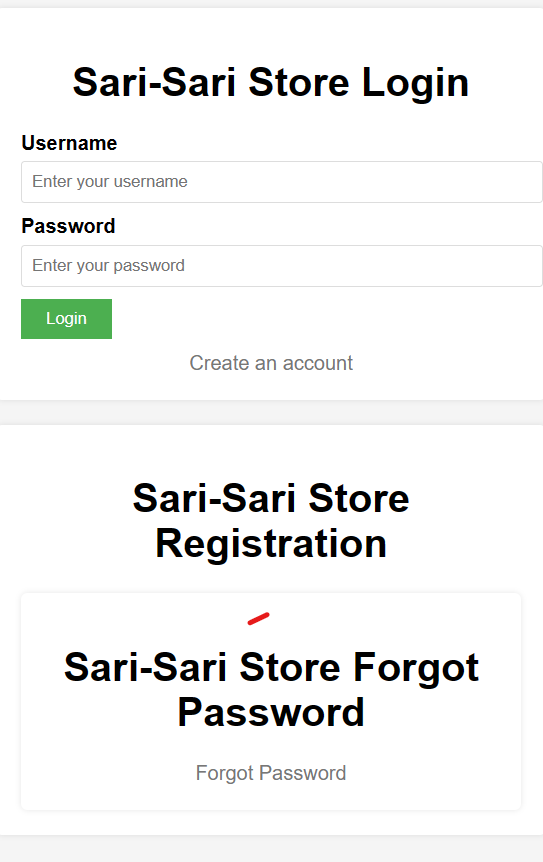 Sari-Sari Store Login
Username
Enter your username
Password
Enter your password
Login
Create an account
Sari-Sari Store
Registration
Sari-Sari Store Forgot
Password
Forgot Password